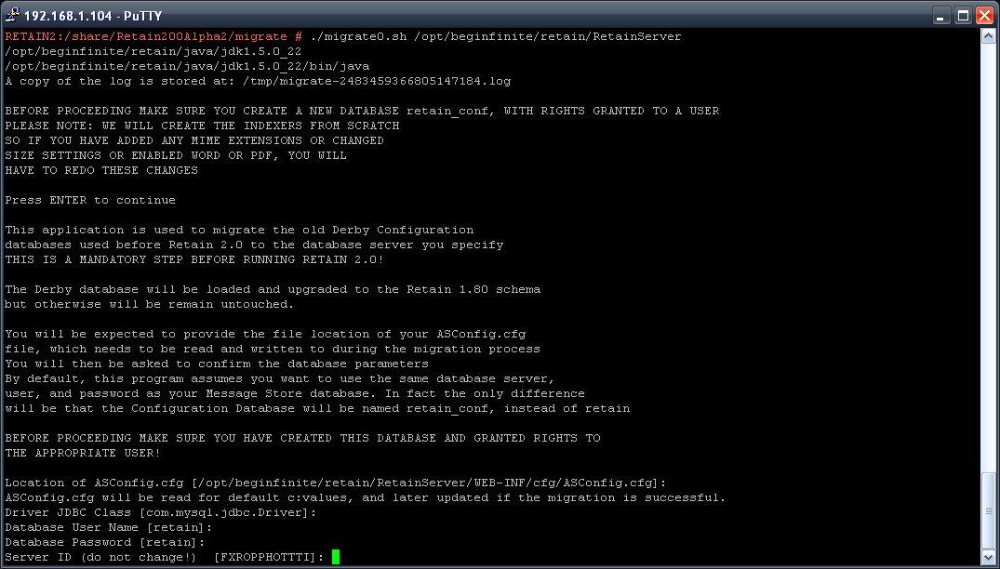 192.168.1.104 - PuTTY
RETAIN2:/share/Retain200Alpha2/migrate # ./migrate0.sh /opt/beginfinite/retain/RetainServer
/opt/beginfinite/retain/java/jdk1.5.0_22
/opt/beginfinite/retain/java/jdk1.5.0_22/bin/java
A copy of the log is stored at: /tmp/migrate-2483459366805147184.log
BEFORE PROCEEDING MAKE SURE YOU CREATE A NEW DATABASE retain_conf, WITH RIGHTS GRANTED TO A USER
PLEASE NOTE: WE WILL CREATE THE INDEXERS FROM SCRATCH
SO IF YOU HAVE ADDED ANY MIME EXTENSIONS OR CHANGED
SIZE SETTINGS OR ENABLED WORD OR PDF, YOU WILL
HAVE TO REDO THESE CHANGES
Press ENTER to continue
This application is used to migrate the old Derby Configuration
databases used before Retain 2.0 to the database server you specify
THIS IS A MANDATORY STEP BEFORE RUNNING RETAIN 2.0!
The Derby database will be loaded and upgraded to the Retain 1.80 schema
but otherwise will be remain untouched.
You will be expected to provide the file location of your ASConfig.cfg
file, which needs to be read and written to during the migration process
You will then be asked to confirm the database parameters
By default, this program assumes you want to use the same database server,
user, and password as your Message Store database. In fact the only difference
will be that the Configuration Database will be named retain_conf, instead of retain
BEFORE PROCEEDING MAKE SURE YOU HAVE CREATED THIS DATABASE AND GRANTED RIGHTS TO
THE APPROPRIATE USER!
Location of ASConfig.cfg [/opt/beginfinite/retain/RetainServer/WEB-INF/cfg/ASConfig.cfg]:
ASConfig.cfg will be read for default c:values, and later updated if the migration is successful.
Driver JDBC Class [com.mysql.jdbc.Driver]:
Database User Name [retain]:
Database Password [retain]:
Server ID (do not change!)  [FXROPPHOTTTI]: